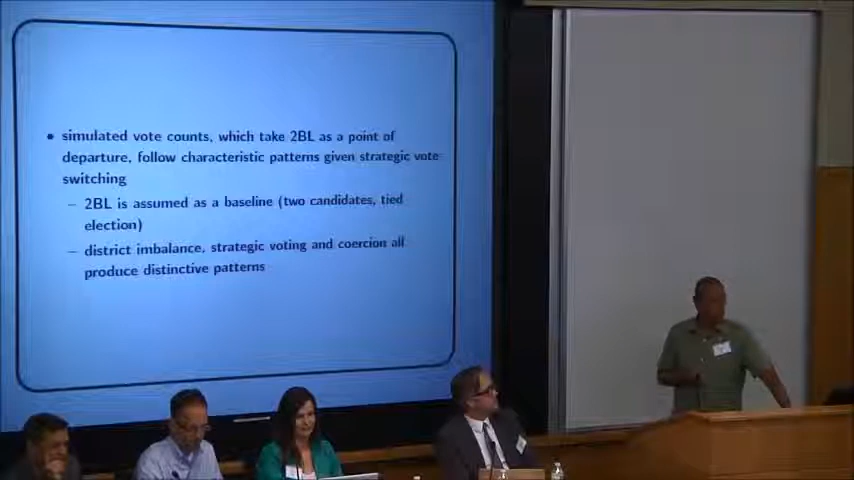 • simulated vote counts, which take 2BL as a point of
departure, follow characteristic patterns given strategic vote
switching
– 2BL is assumed as a baseline (two candidates, tied
election)
– district imbalance, strategic voting and coercion all
produce distinctive patterns